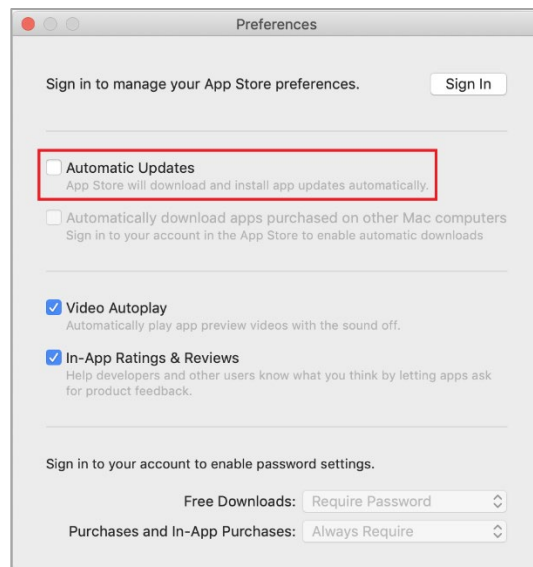 Preferences
Sign in to manage your App Store preferences.
Sign In
Automatic Updates
App Store will download and install app updates automatically.
Automatically download apps purchased on other Mac computers
Sign in to your account in the App Store to enable automatic downloads
Video Autoplay
Automatically play app preview videos with the sound off.
In-App Ratings & Reviews
Help developers and other users know what you think by letting apps ask
for product feedback.
Sign in to your account to enable password settings.
Free Downloads: Require Password
Purchases and In-App Purchases: Always Require